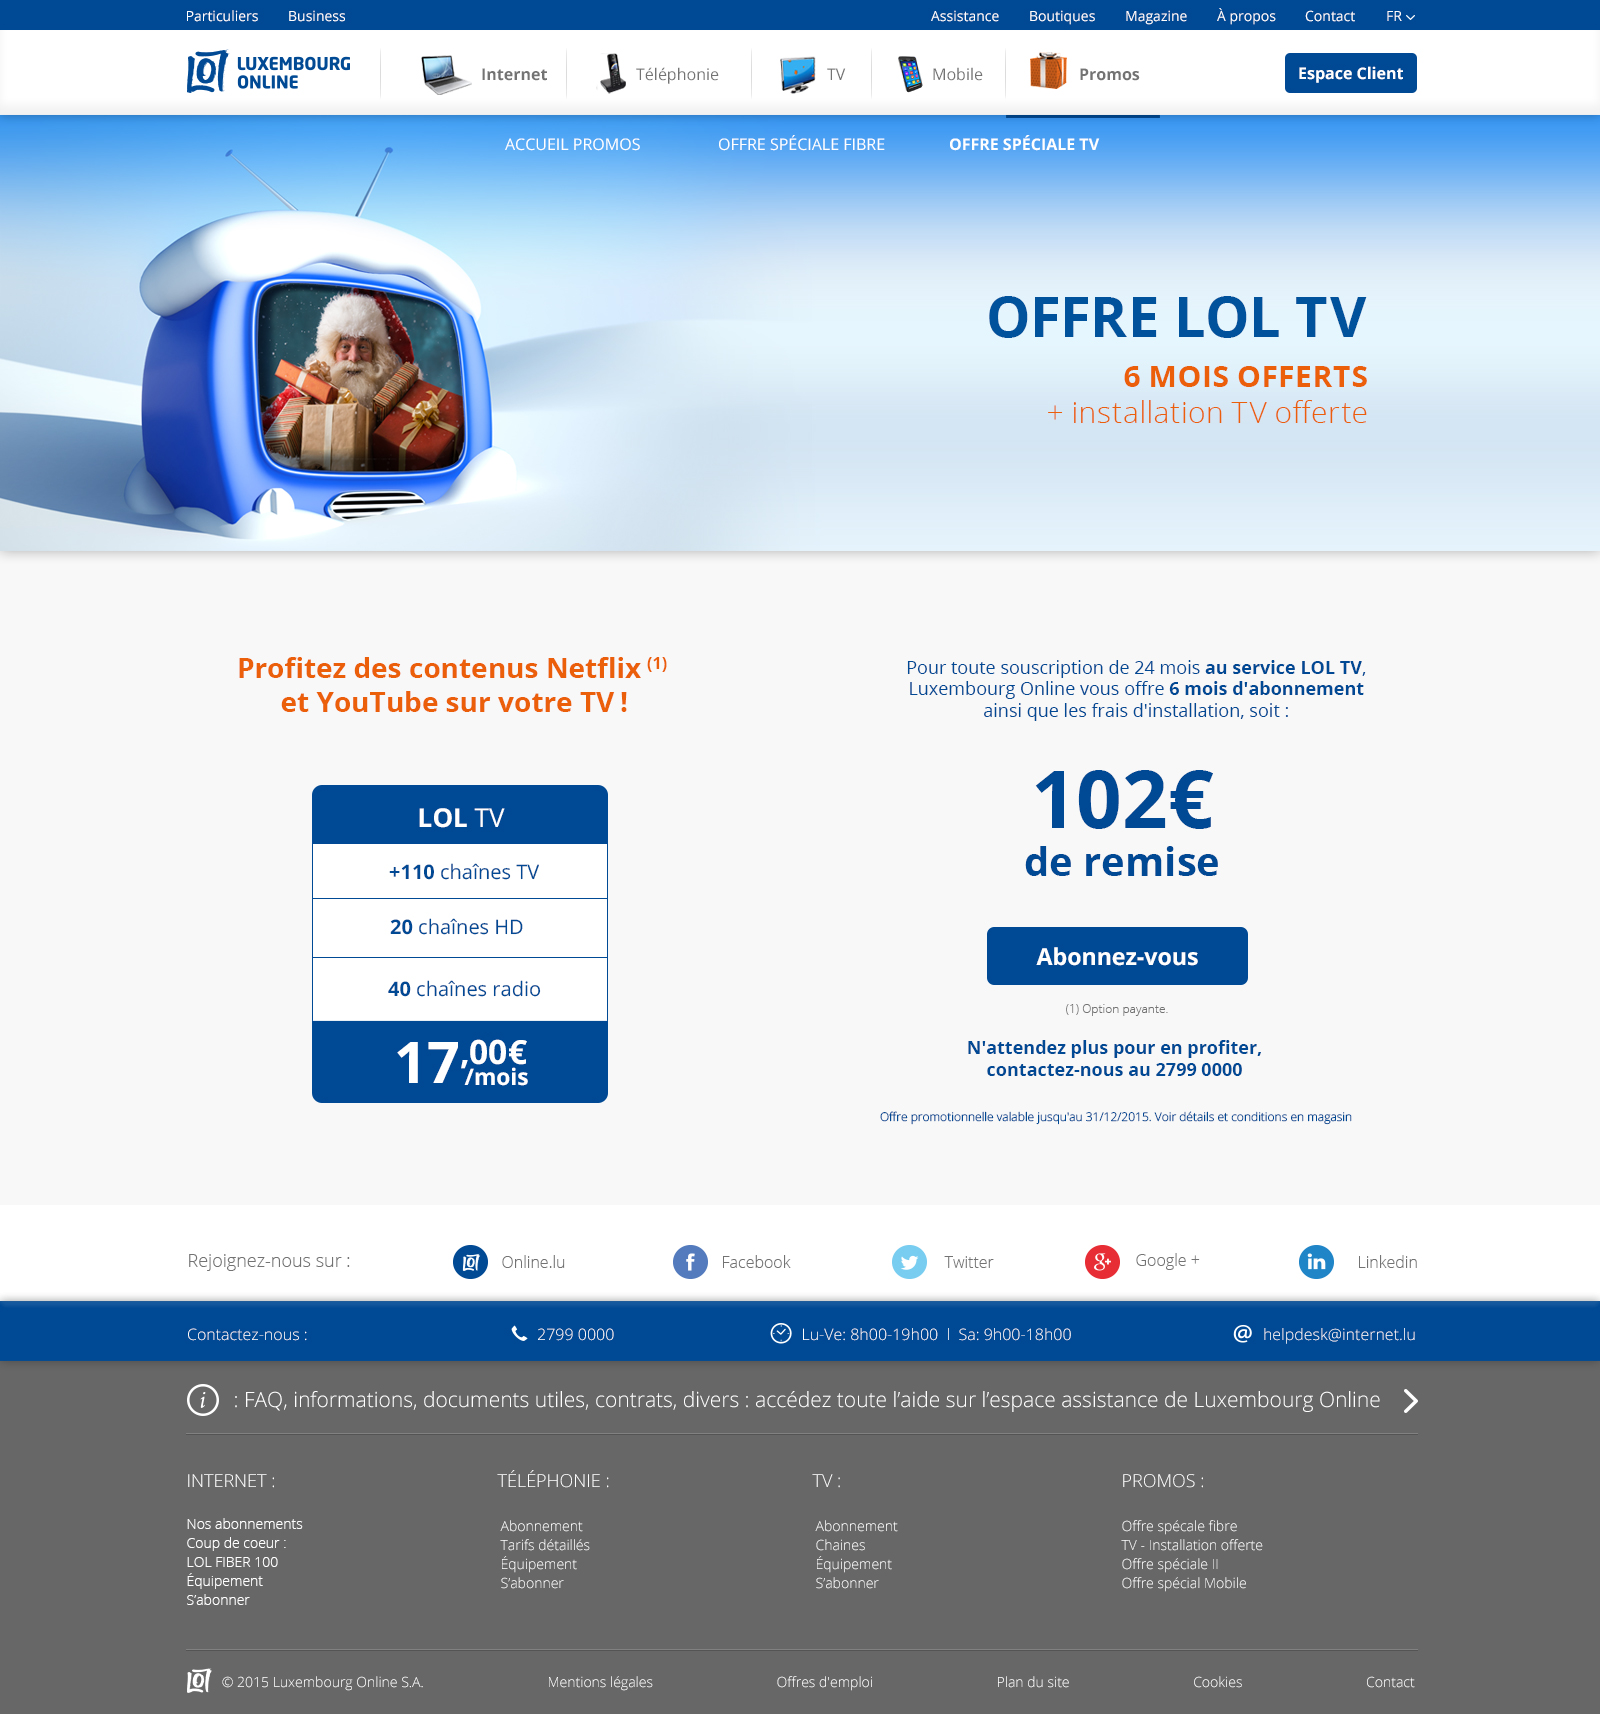 Particuliers Business Assistance Boutiques Magazine À propos Contact FR
LOL LUXEMBOURG
ONLINE
Internet Téléphonie TV Mobile Promos Espace Client
ACCUEIL PROMOS OFFRE SPÉCIALE FIBRE OFFRE SPÉCIALE TV
OFFRE LOL TV
6 MOIS OFFERTS
+ installation TV offerte
Profitez des contenus Netflix (1)
et YouTube sur votre TV !
LOL TV
+110 chaînes TV
20 chaînes HD
40 chaînes radio
17,00€
/mois
Pour toute souscription de 24 mois au service LOL TV,
Luxembourg Online vous offre 6 mois d'abonnement
ainsi que les frais d'installation, soit :
102€
de remise
Abonnez-vous
(1) Option payante.
N'attendez plus pour en profiter,
contactez-nous au 2799 0000
Offre promotionnelle valable jusqu'au 31/12/2015. Voir détails et conditions en magasin
Rejoignez-nous sur : LOL Online.lu f Facebook Twitter g+ Google + in Linkedin
Contactez-nous : 2799 0000 Lu-Ve: 8h00-19h00 | Sa: 9h00-18h00 @ helpdesk@internet.lu
i : FAQ, informations, documents utiles, contrats, divers : accédez toute l’aide sur l’espace assistance de Luxembourg Online
INTERNET :
Nos abonnements
Coup de coeur :
LOL FIBER 100
Équipement
S’abonner
TÉLÉPHONIE :
Abonnement
Tarifs détaillés
Équipement
S’abonner
TV :
Abonnement
Chaines
Équipement
S’abonner
PROMOS :
Offre spécale fibre
TV - Installation offerte
Offre spéciale II
Offre spécial Mobile
LOL © 2015 Luxembourg Online S.A. Mentions légales Offres d'emploi Plan du site Cookies Contact